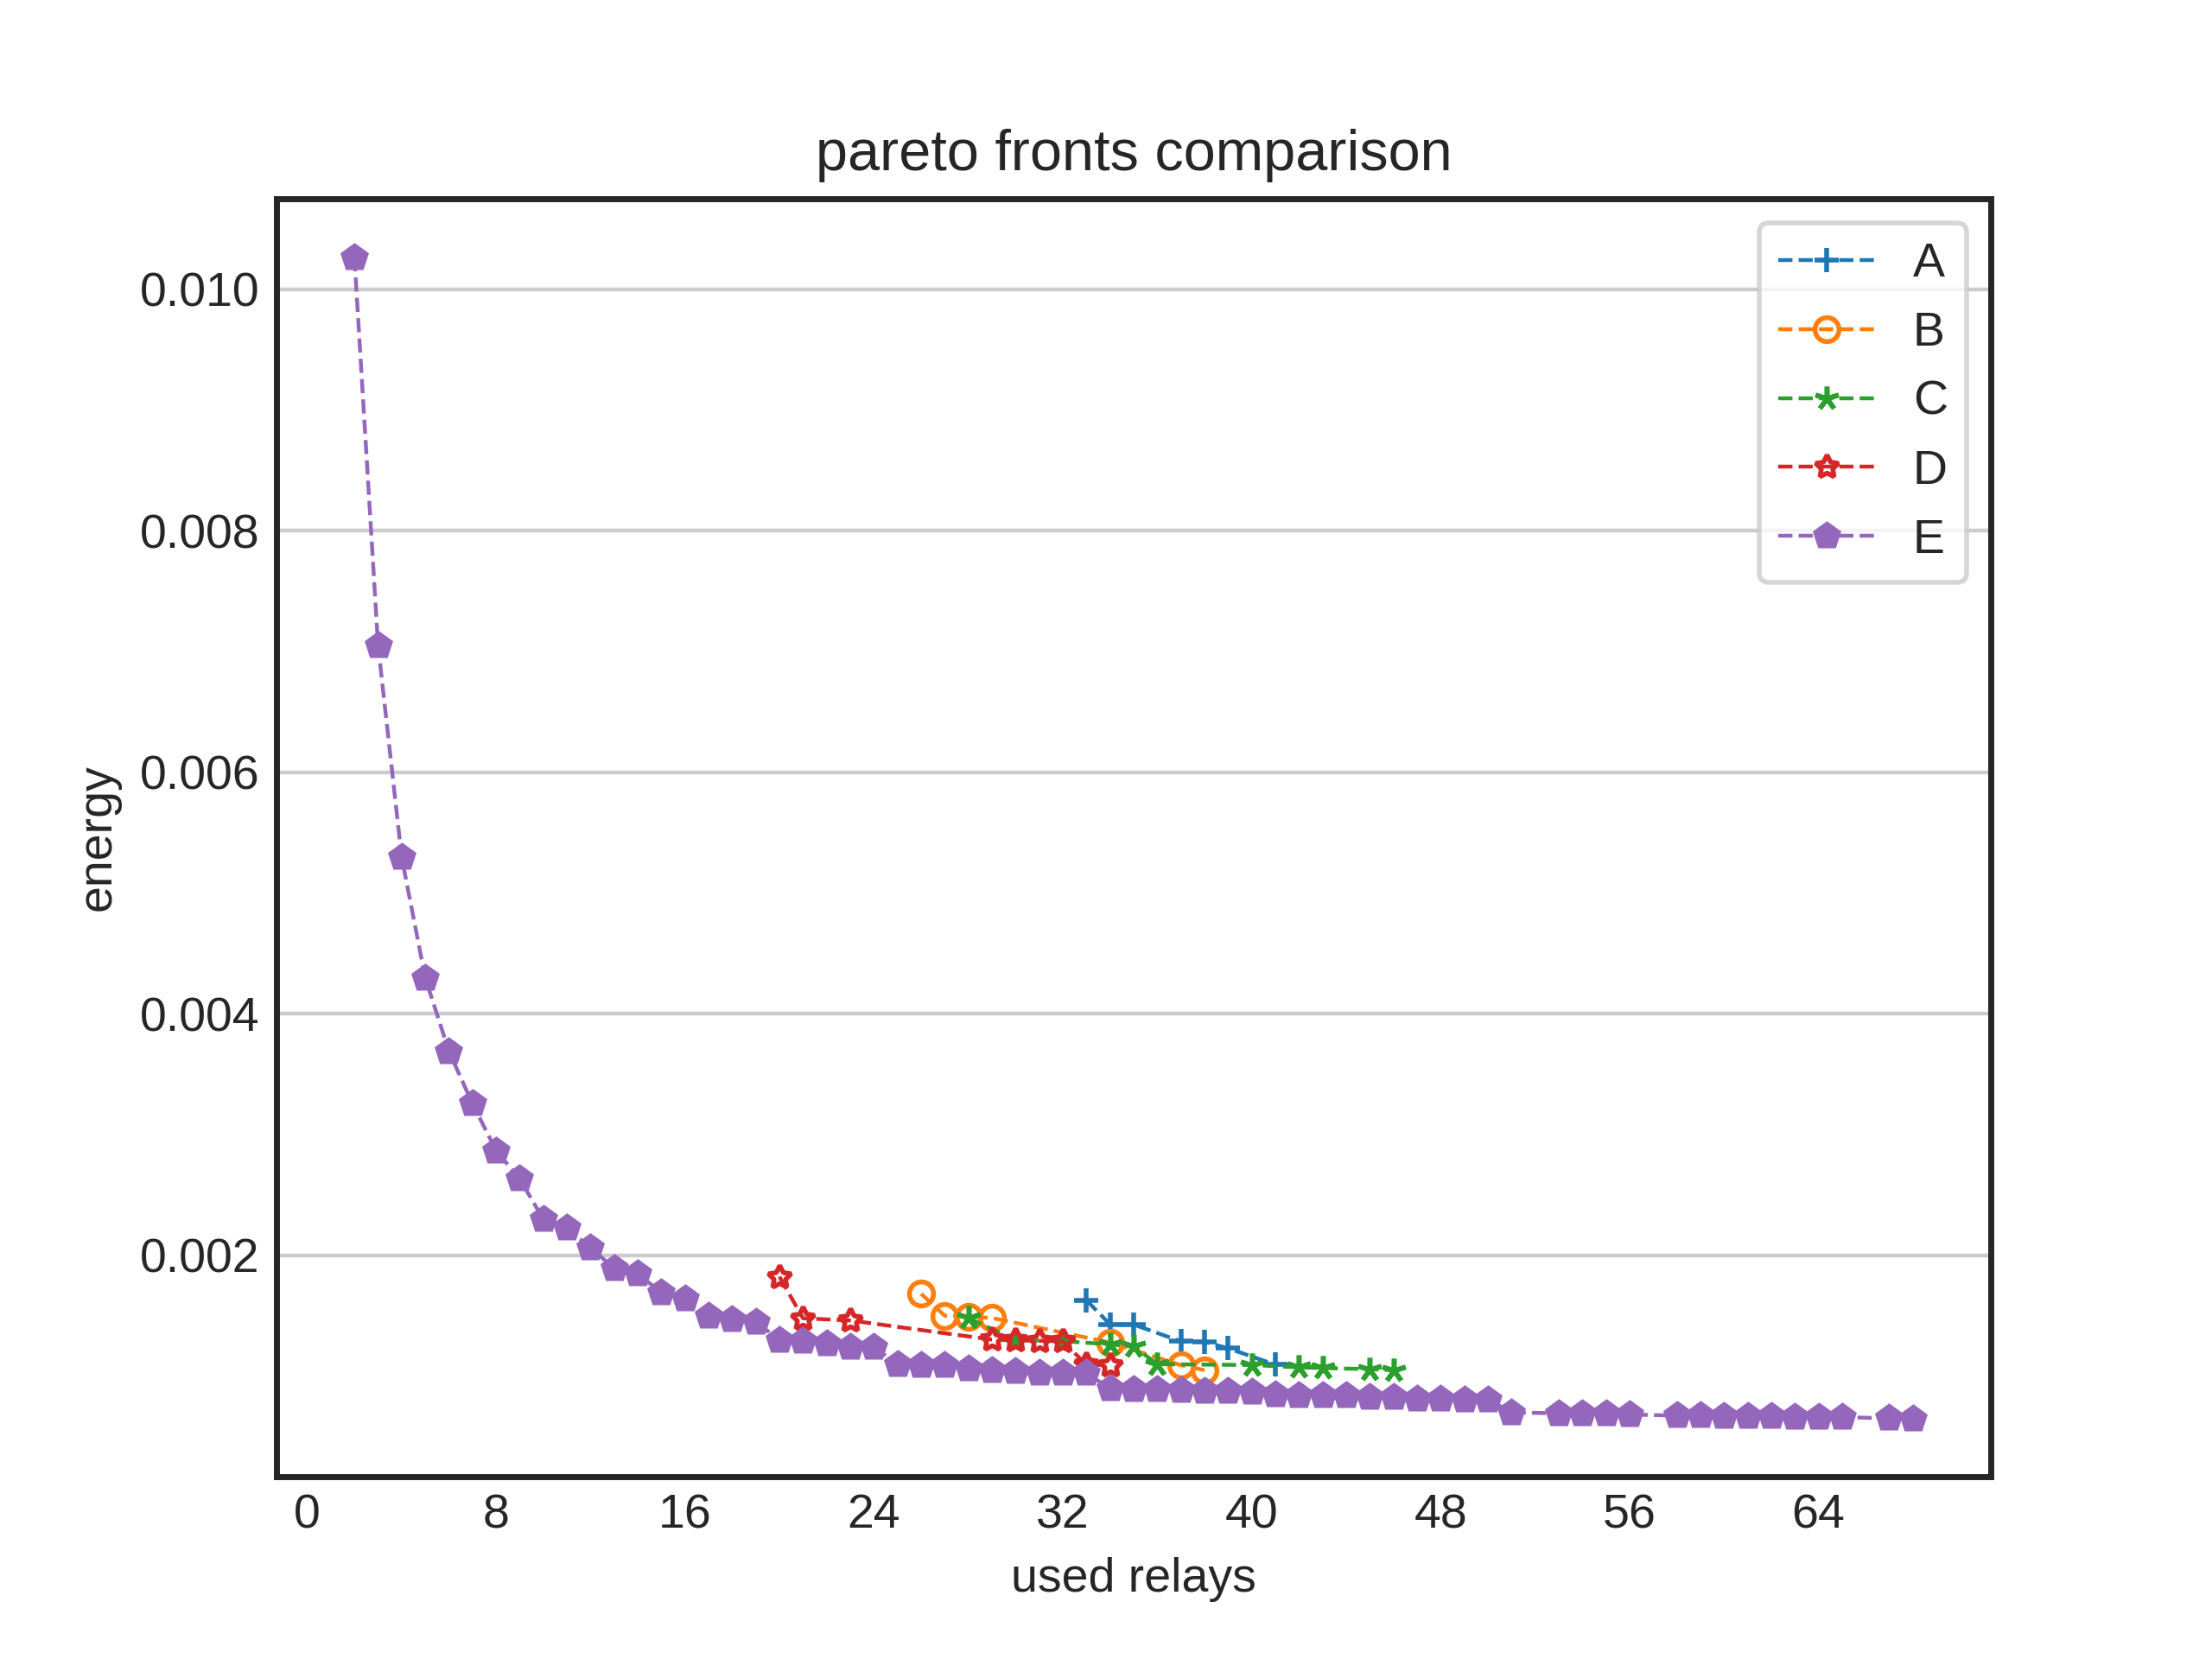 pareto fronts comparison
A
B
C
D
E
0.010
0.008
0.006
0.004
0.002
energy
0 8 16 24 32 40 48 56 64
used relays